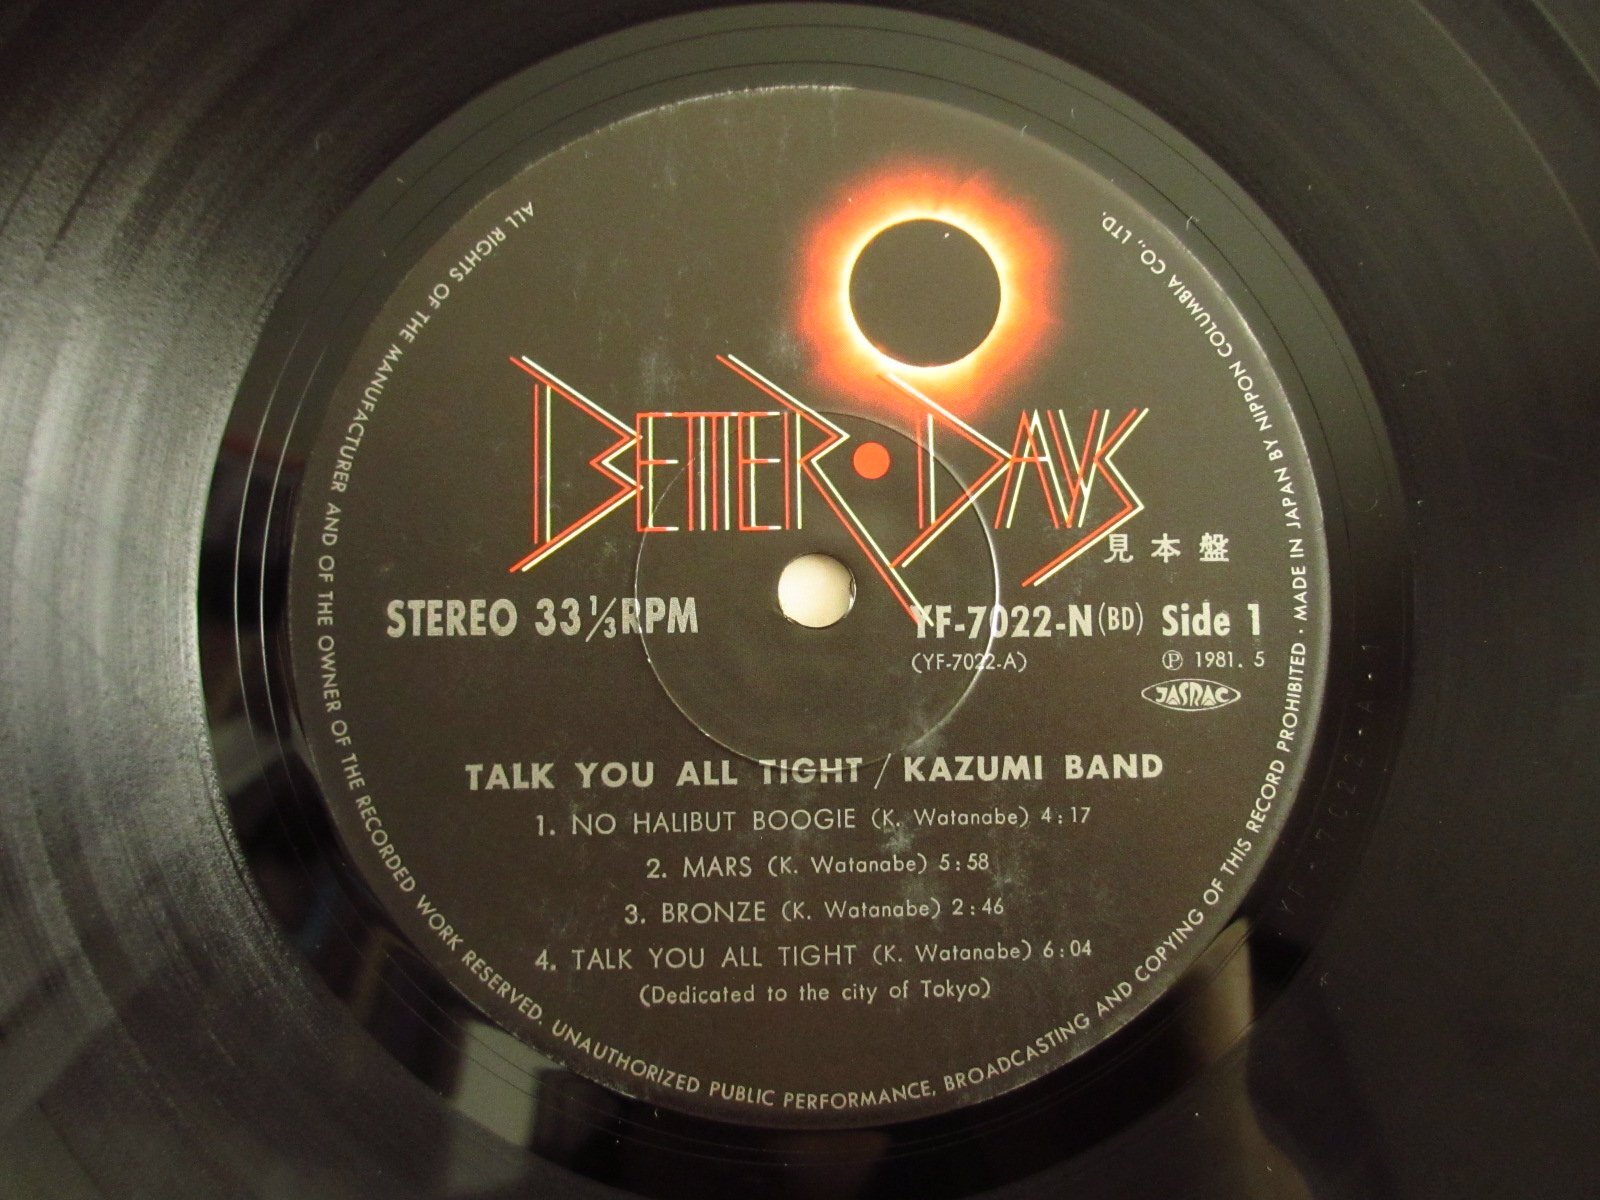 BETTER・DAYS
見本盤
STEREO 33⅓RPM
YF-7022-N(BD) Side 1
(YF-7022-A)
Ⓟ 1981. 5
JASRAC
TALK YOU ALL TIGHT / KAZUMI BAND
1. NO HALIBUT BOOGIE (K. Watanabe) 4:17
2. MARS (K. Watanabe) 5:58
3. BRONZE (K. Watanabe) 2:46
4. TALK YOU ALL TIGHT (K. Watanabe) 6:04
(Dedicated to the city of Tokyo)
ALL RIGHTS OF THE MANUFACTURER AND OF THE OWNER OF THE RECORDED WORK RESERVED. UNAUTHORIZED PUBLIC PERFORMANCE, BROADCASTING AND COPYING OF THIS RECORD PROHIBITED · MADE IN JAPAN BY NIPPON COLUMBIA CO., LTD.